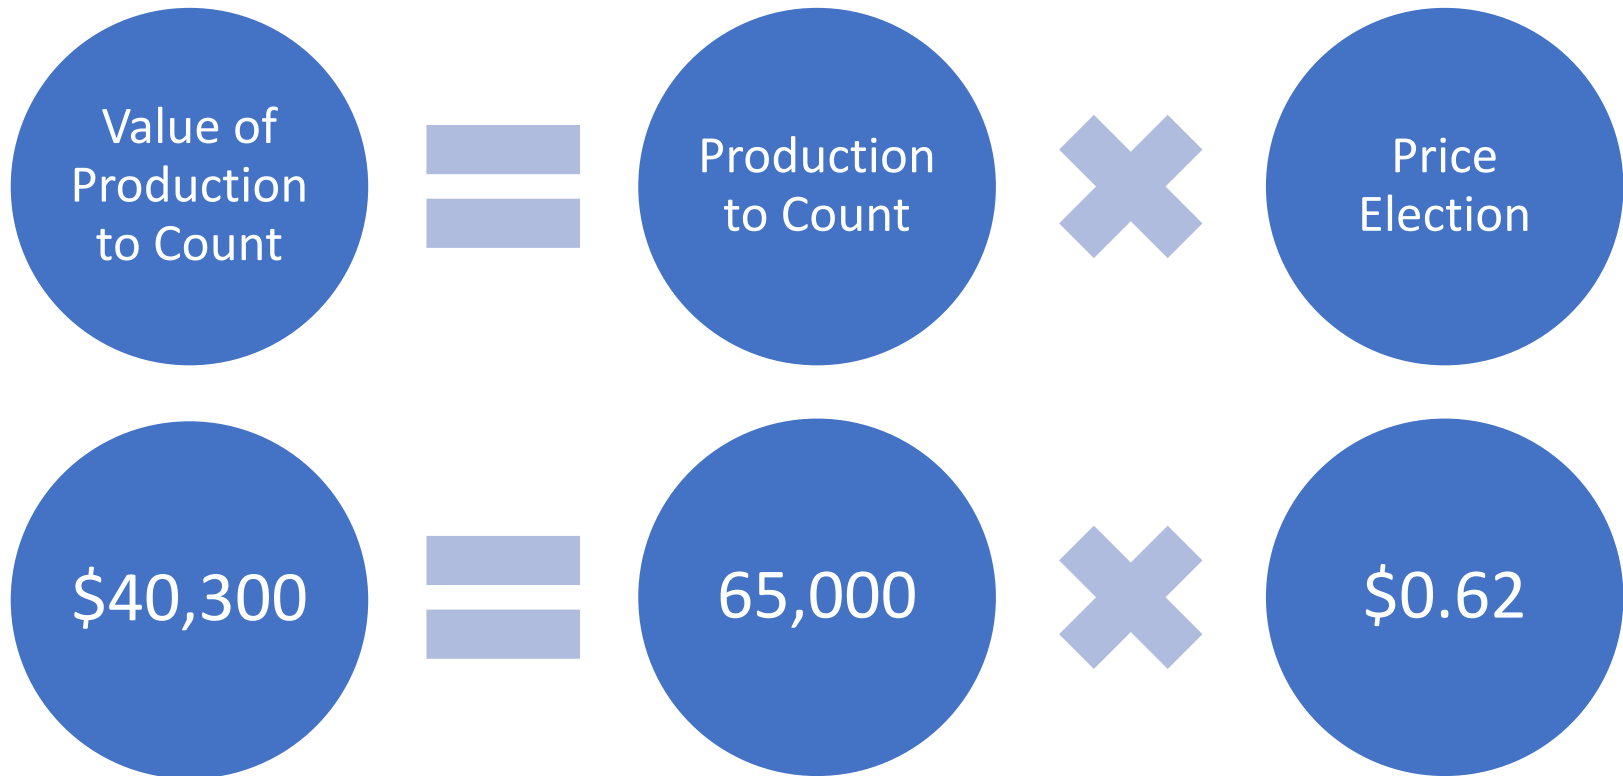 Value of
Production
to Count
Production
to Count
Price
Election
$40,300
65,000
$0.62